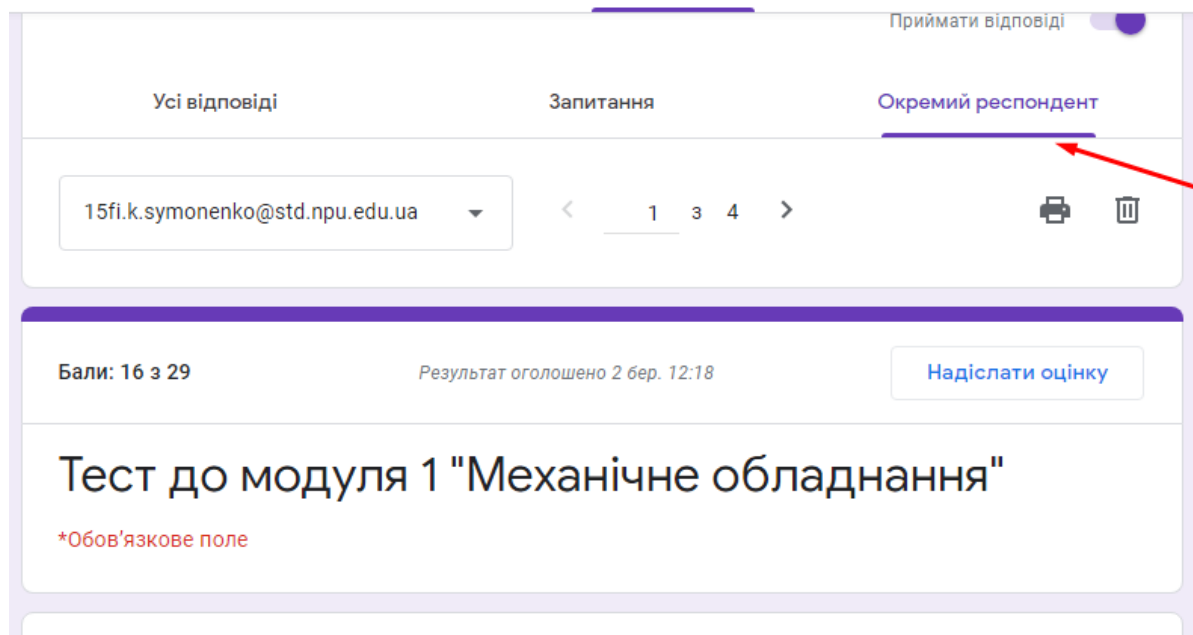 Приймати відповіді
Усі відповіді Запитання Окремий респондент
15fi.k.symonenko@std.npu.edu.ua 1 з 4
Бали: 16 з 29 Результат оголошено 2 бер. 12:18 Надіслати оцінку
Тест до модуля 1 "Механічне обладнання"
*Обов'язкове поле